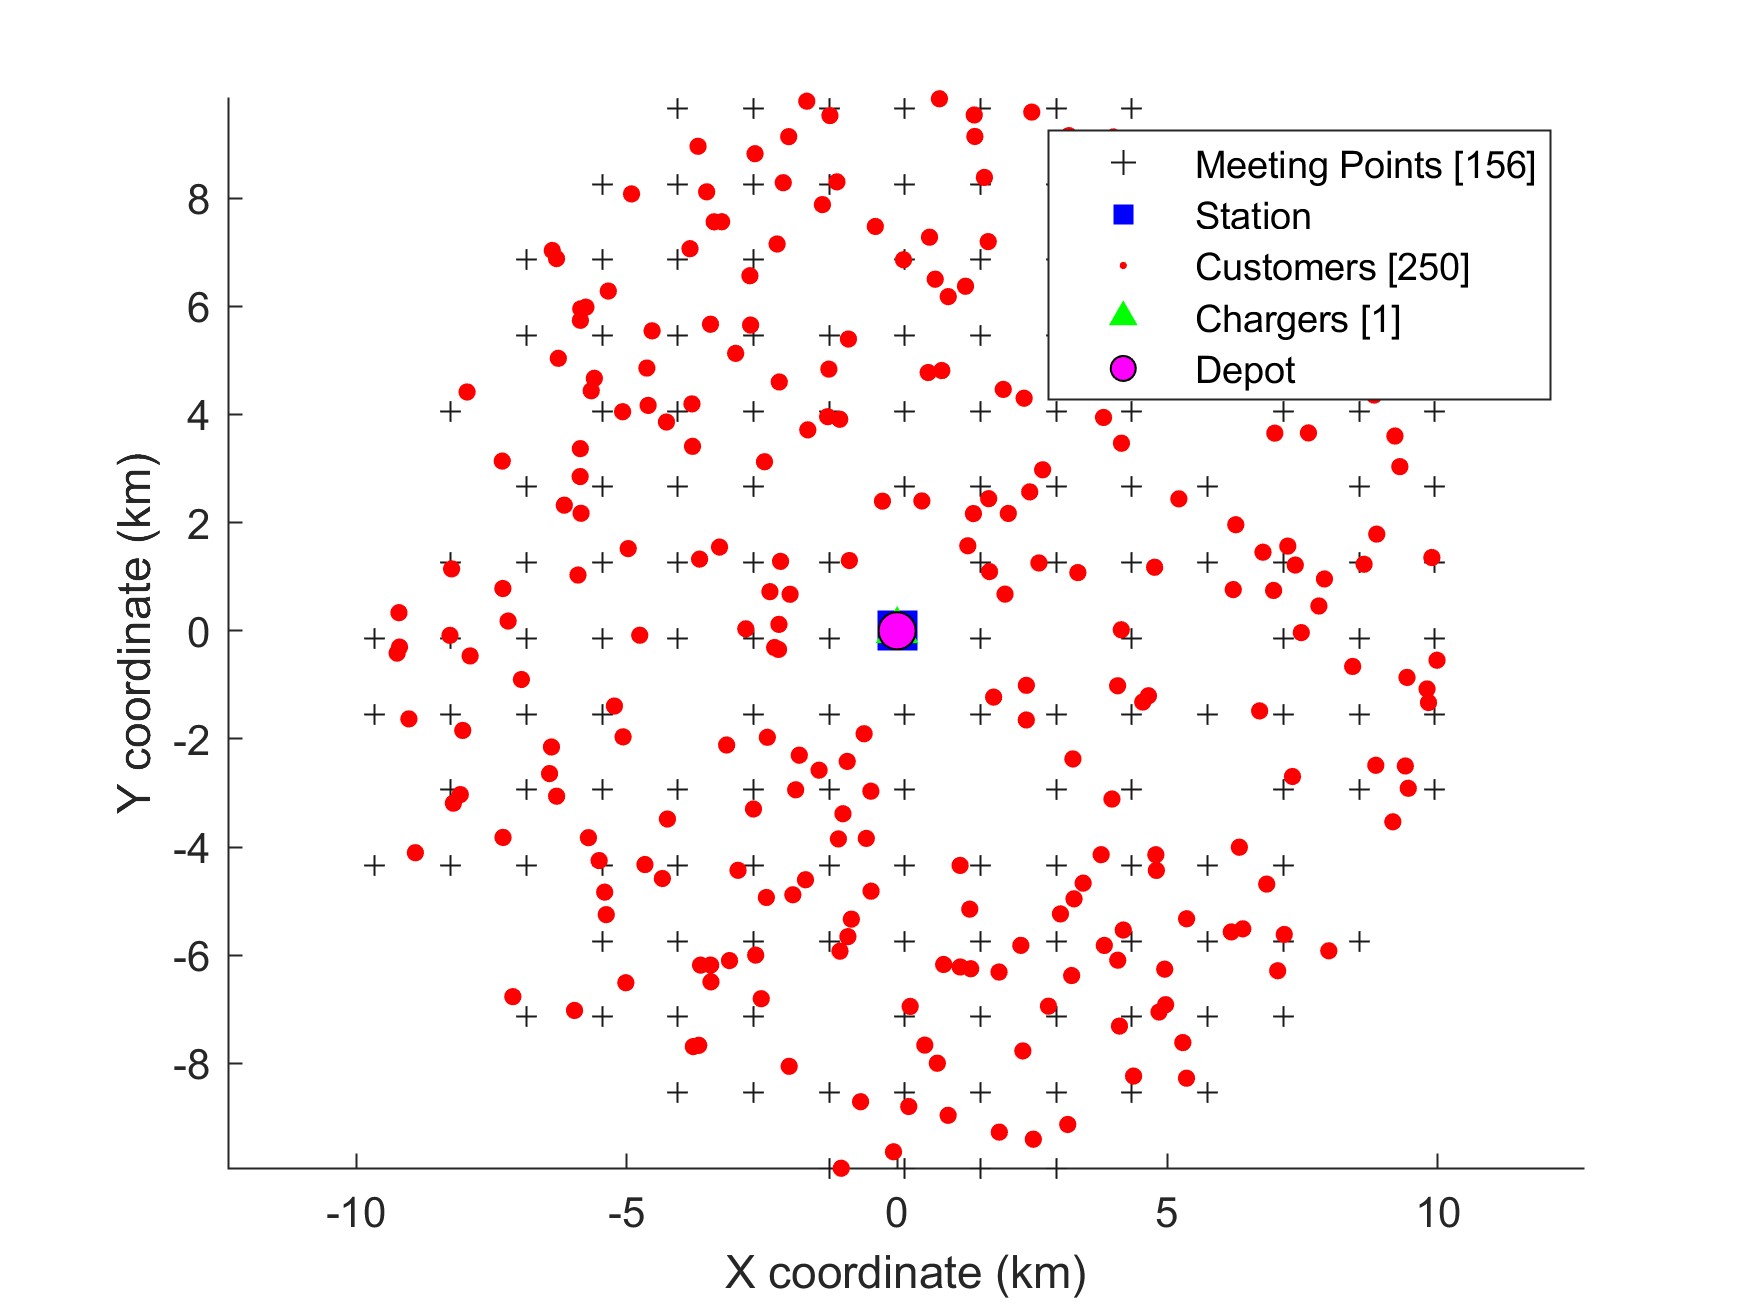 Meeting Points [156]
Station
Customers [250]
Chargers [1]
Depot
8
6
4
2
0
-2
-4
-6
-8
Y coordinate (km)
-10 -5 0 5 10
X coordinate (km)